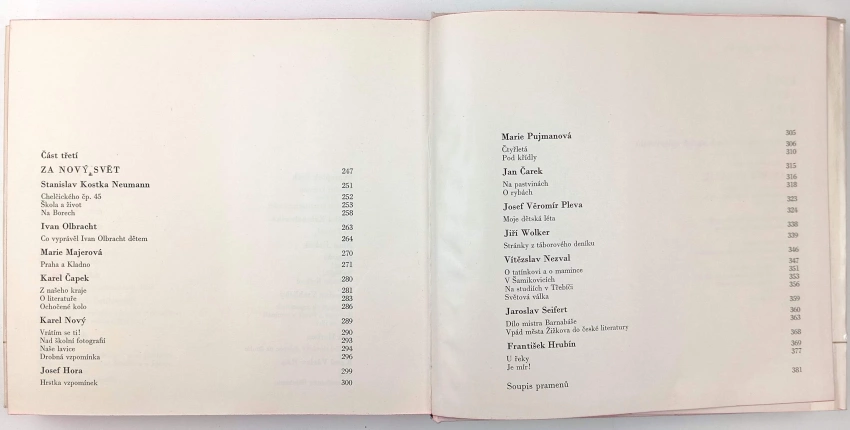 Část třetí
ZA NOVÝ SVĚT 247
Stanislav Kostka Neumann 251
Chelčického čp. 45 252
Škola a život 253
Na Borech 258
Ivan Olbracht 263
Co vyprávěl Ivan Olbracht dětem 264
Marie Majerová 270
Praha a Kladno 271
Karel Čapek 280
Z našeho kraje 281
O literatuře 283
Ochočené kolo 286
Karel Nový 289
Vrátím se ti! 290
Nad školní fotografií 293
Naše lavice 294
Drobná vzpomínka 296
Josef Hora 299
Hrstka vzpomínek 300
Marie Pujmanová 305
Čtyřletá 306
Pod křídly 310
Jan Čarek 315
Na pastvinách 316
O rybách 318
Josef Věromír Pleva 323
Moje dětská léta 324
Jiří Wolker 338
Stránky z táborového deníku 339
Vítězslav Nezval 346
O tatínkovi a o mamince 347
V Šamikovicích 351
Na studiích v Třebíči 353
Světová válka 356
Jaroslav Seifert 359
Dílo mistra Barnabáše 360
Vpád města Žižkova do české literatury 363
František Hrubín 368
U řeky 369
Je mír! 377
Soupis pramenů 381